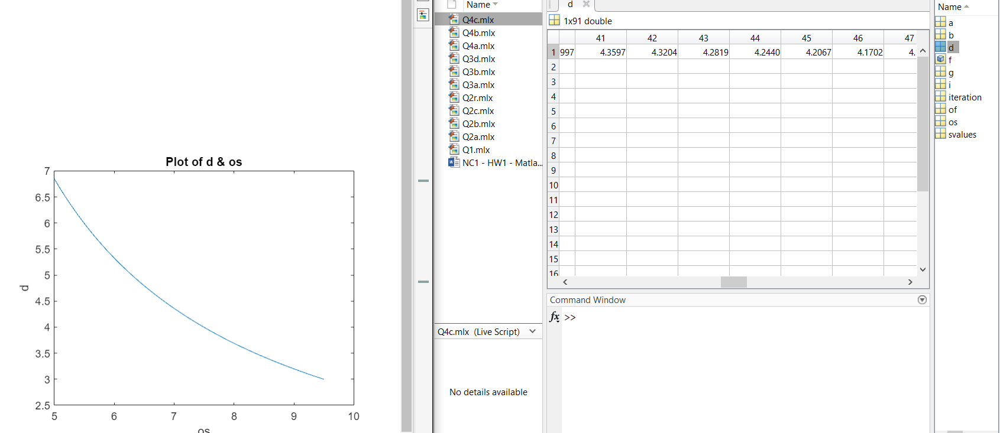 Plot of d & os
7
6.5
6
5.5
5
4.5
4
3.5
3
2.5
d
5 6 7 8 9 10
os
Name
Q4c.mlx
Q4b.mlx
Q4a.mlx
Q3d.mlx
Q3b.mlx
Q3a.mlx
Q2r.mlx
Q2c.mlx
Q2b.mlx
Q2a.mlx
Q1.mlx
NC1 - HW1 - Matla...
Q4c.mlx (Live Script)
No details available
d
1x91 double
41 42 43 44 45 46 47
1 997 4.3597 4.3204 4.2819 4.2440 4.2067 4.1702 4.
2
3
4
5
6
7
8
9
10
11
12
13
14
15
16
Command Window
fx >>
Name
a
b
d
f
g
i
iteration
of
os
svalues